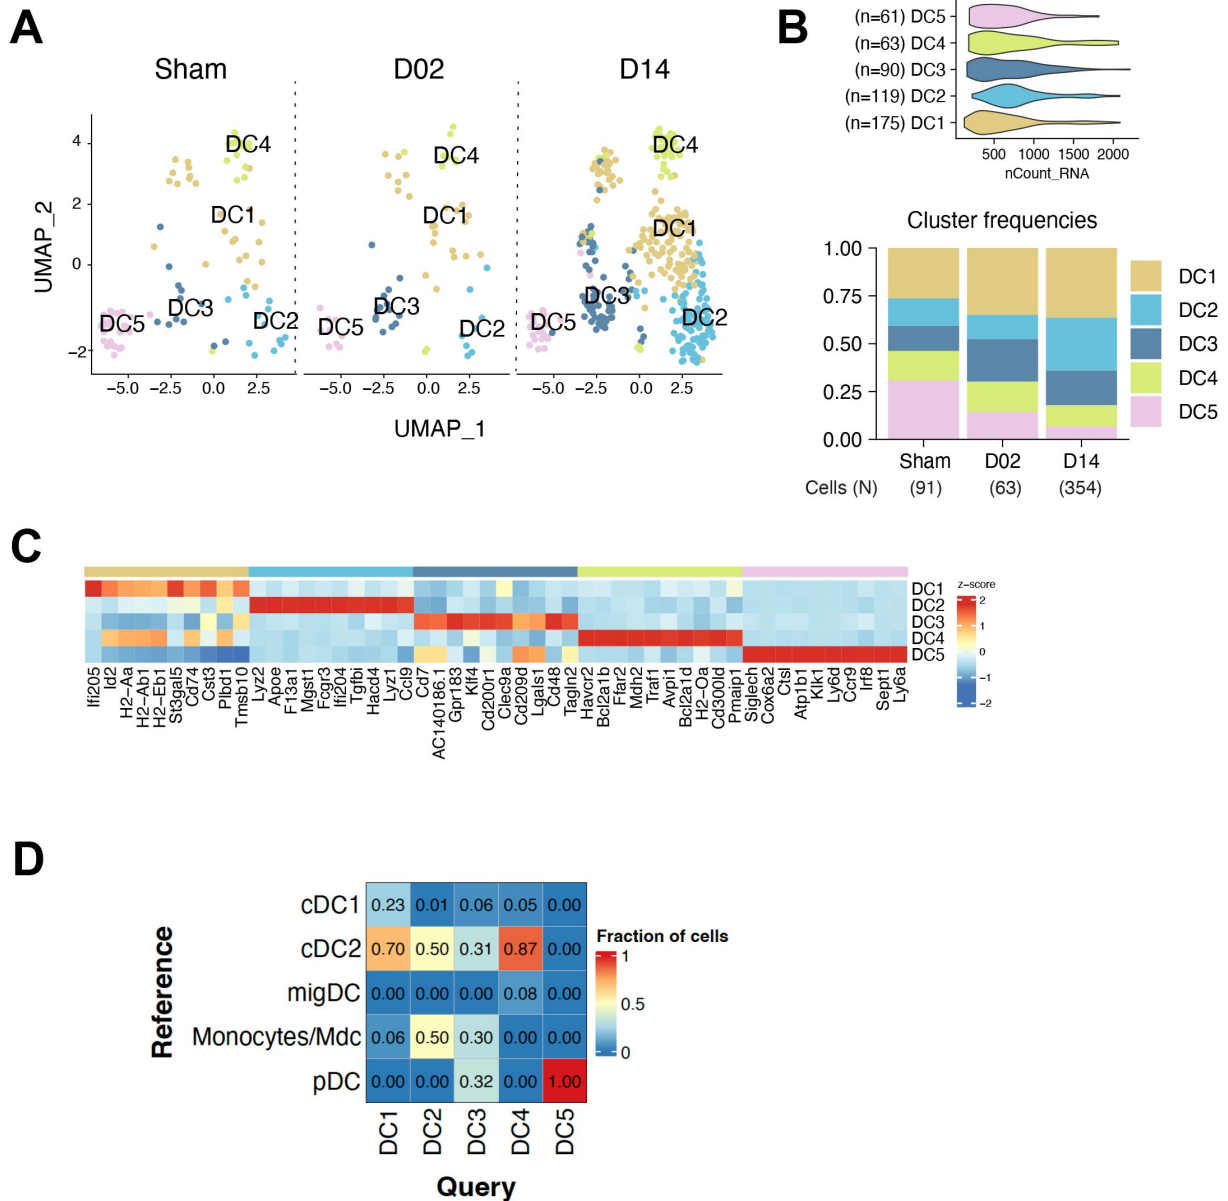 A
Sham D02 D14
UMAP_2
4
2
0
−2
DC4 DC1 DC3 DC5 DC2
DC4 DC1 DC3 DC5 DC2
DC4 DC1 DC3 DC5 DC2
−5.0 −2.5 0.0 2.5 −5.0 −2.5 0.0 2.5 −5.0 −2.5 0.0 2.5
UMAP_1
B
(n=61) DC5
(n=63) DC4
(n=90) DC3
(n=119) DC2
(n=175) DC1
500 1000 1500 2000
nCount_RNA
Cluster frequencies
1.00
0.75
0.50
0.25
0.00
DC1
DC2
DC3
DC4
DC5
Sham D02 D14
Cells (N) (91) (63) (354)
C
DC1
DC2
DC3
DC4
DC5
z−score
2
1
0
−1
−2
Ifi205 Id2 H2−Aa H2−Ab1 H2−Eb1 St3gal5 Cd74 Cst3 Plbd1 Tmsb10 Lyz2 Apoe F13a1 Mgst1 Fcgr3 Ifi204 Tgfbi Hacd4 Lyz1 Ccl9 Cd7 AC140186.1 Gpr183 Klf4 Cd200r1 Clec9a Cd209d Lgals1 Cd48 Tagln2 Havcr2 Bcl2a1b Ffar2 Mdh2 Traf1 Avpi1 Bcl2a1d H2−Oa Cd300ld Pmaip1 Siglech Cox6a2 Ctsl Atp1b1 Klk1 Ly6d Ccr9 Irf8 Sept1 Ly6a
D
Reference
cDC1 0.23 0.01 0.06 0.05 0.00
cDC2 0.70 0.50 0.31 0.87 0.00
migDC 0.00 0.00 0.00 0.08 0.00
Monocytes/Mdc 0.06 0.50 0.30 0.00 0.00
pDC 0.00 0.00 0.32 0.00 1.00
DC1 DC2 DC3 DC4 DC5
Query
Fraction of cells
1
0.5
0